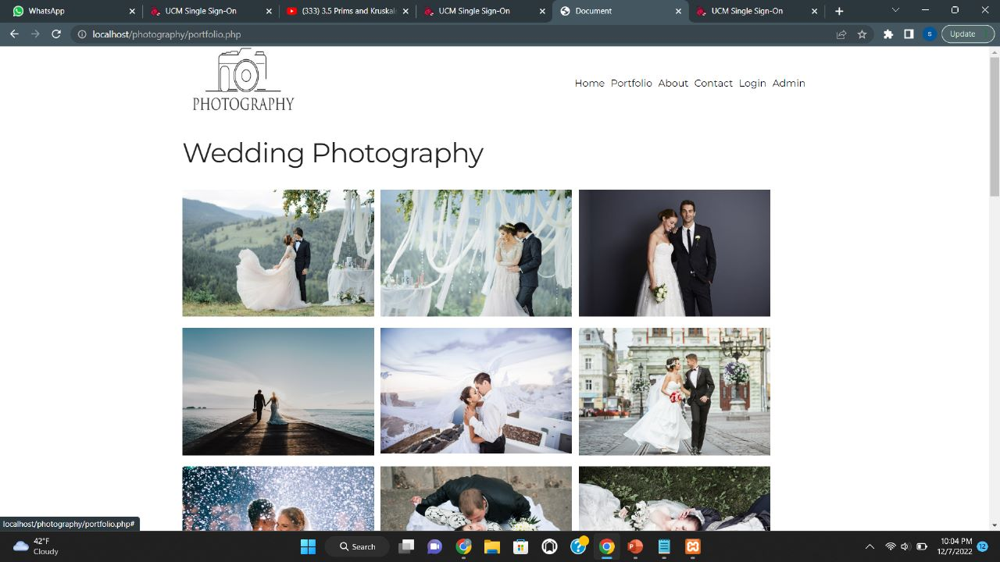 WhatsApp
UCM Single Sign-On
(333) 3.5 Prims and Kruskals
UCM Single Sign-On
Document
UCM Single Sign-On
localhost/photography/portfolio.php
S
Update
PHOTOGRAPHY
Home Portfolio About Contact Login Admin
Wedding Photography
localhost/photography/portfolio.php#
42°F
Cloudy
Search
10:04 PM
12/7/2022
12